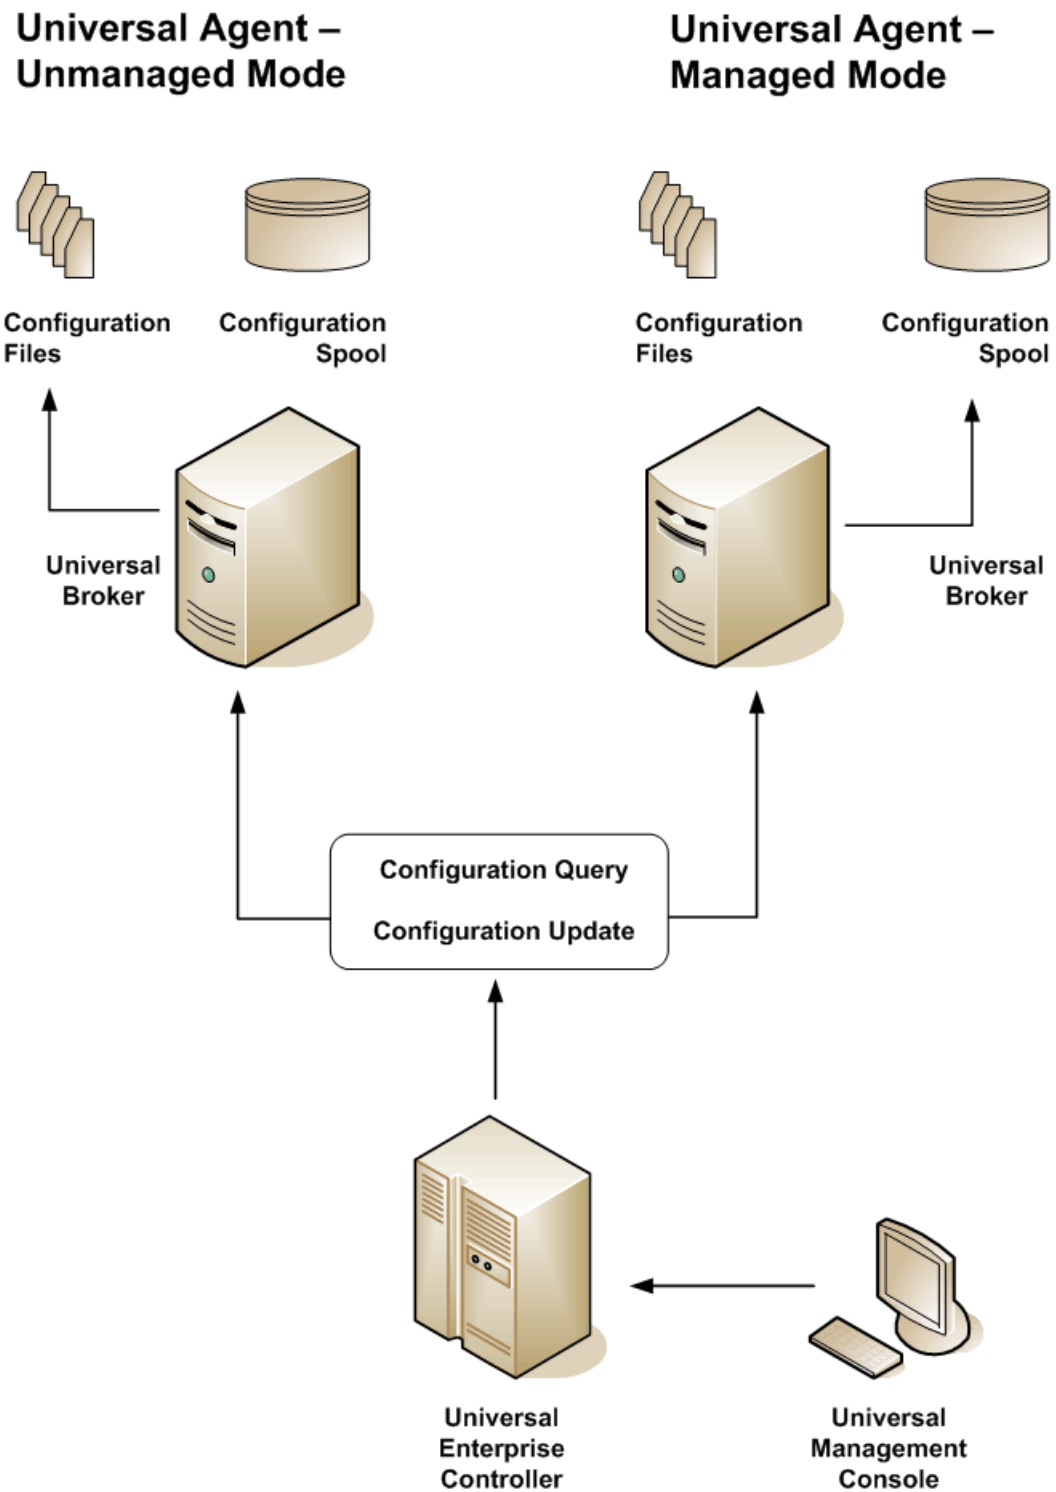 Universal Agent –
Unmanaged Mode
Universal Agent –
Managed Mode
Configuration
Files
Configuration
Spool
Configuration
Files
Configuration
Spool
Universal
Broker
Universal
Broker
Configuration Query
Configuration Update
Universal
Enterprise
Controller
Universal
Management
Console